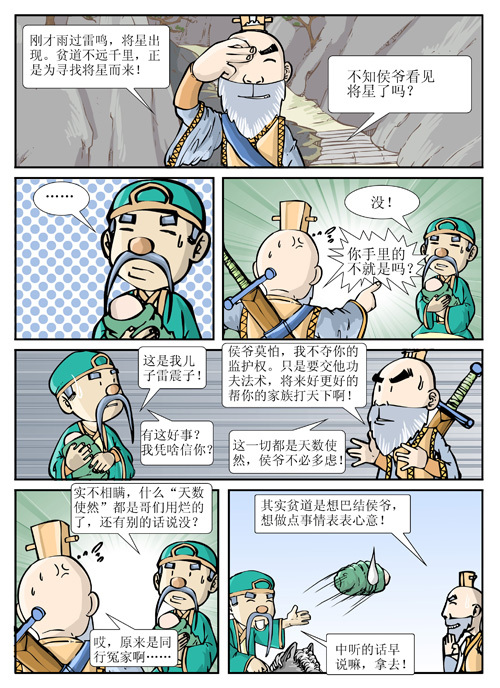 刚才雨过雷鸣，将星出
现。贫道不远千里，正
是为寻找将星而来！
不知侯爷看见
将星了吗？
……
没！
你手里的
不就是吗？
这是我儿
子雷震子！
侯爷莫怕，我不夺你的
监护权。只是要交他功
夫法术，将来好更好的
帮你的家族打天下啊！
有这好事？
我凭啥信你？
这一切都是天数使
然，侯爷不必多虑！
实不相瞒，什么“天数
使然”都是哥们用烂的
了，还有别的话说没？
哎，原来是同
行冤家啊……
其实贫道是想巴结侯爷，
想做点事情表表心意！
中听的话早
说嘛，拿去！